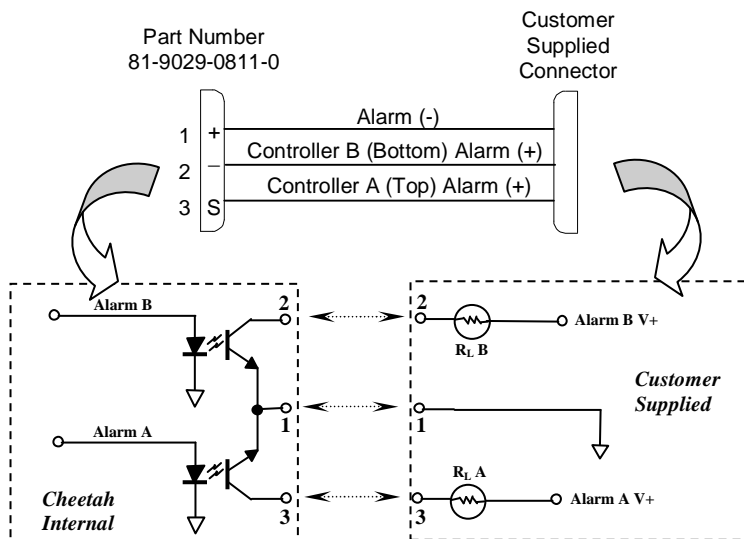 Part Number
81-9029-0811-0
Customer
Supplied
Connector
Alarm (-)
1 +
Controller B (Bottom) Alarm (+)
2 –
Controller A (Top) Alarm (+)
3 S
Alarm B
2
1
Alarm A
3
Cheetah
Internal
2
Alarm B V+
RL B
Customer
Supplied
1
RL A
Alarm A V+
3